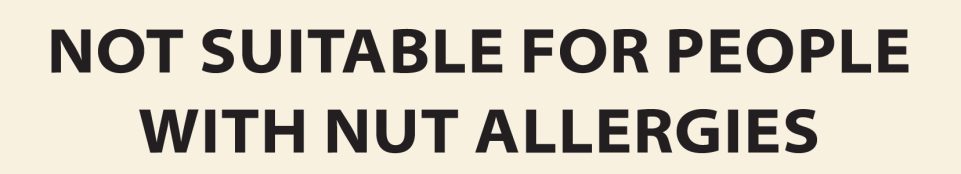 NOT SUITABLE FOR PEOPLE
WITH NUT ALLERGIES